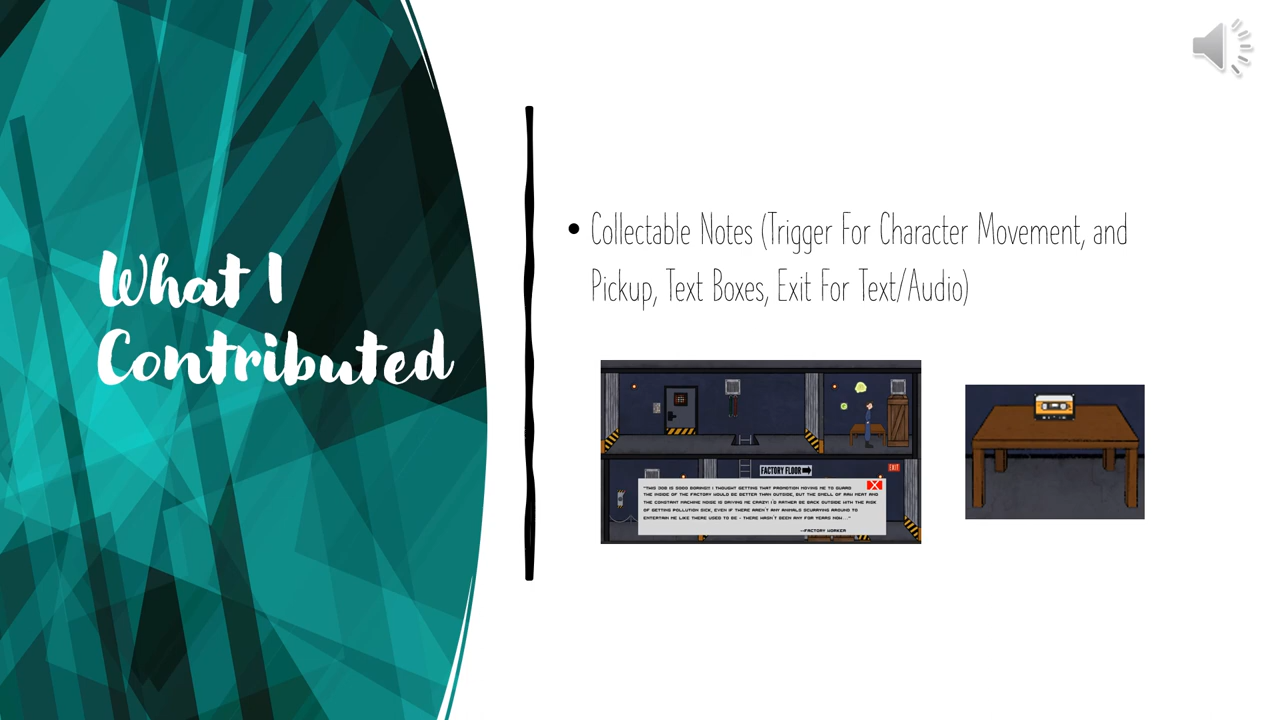 What I
Contributed
• Collectable Notes (Trigger For Character Movement, and
Pickup, Text Boxes, Exit For Text/Audio)
FACTORY FLOOR
EXIT
X
"THIS JOB IS SOOO BORING!! I THOUGHT GETTING THAT PROMOTION MOVING ME TO GUARD
THE INSIDE OF THE FACTORY WOULD BE BETTER THAN OUTSIDE, BUT THE SMELL OF RAW MEAT AND
THE CONSTANT MACHINE NOISE IS DRIVING ME CRAZY! I'D RATHER BE BACK OUTSIDE WITH THE RISK
OF GETTING POLLUTION SICK, EVEN IF THERE AREN'T ANY ANIMALS SCURRYING AROUND TO
ENTERTAIN ME LIKE THERE USED TO BE - THERE HASN'T BEEN ANY FOR YEARS NOW..."
--FACTORY WORKER